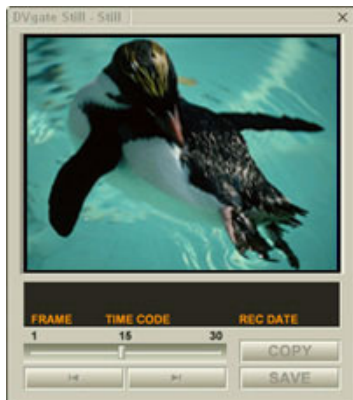 DVgate Still - Still
FRAME TIME CODE REC DATE
1 15 30
COPY
SAVE